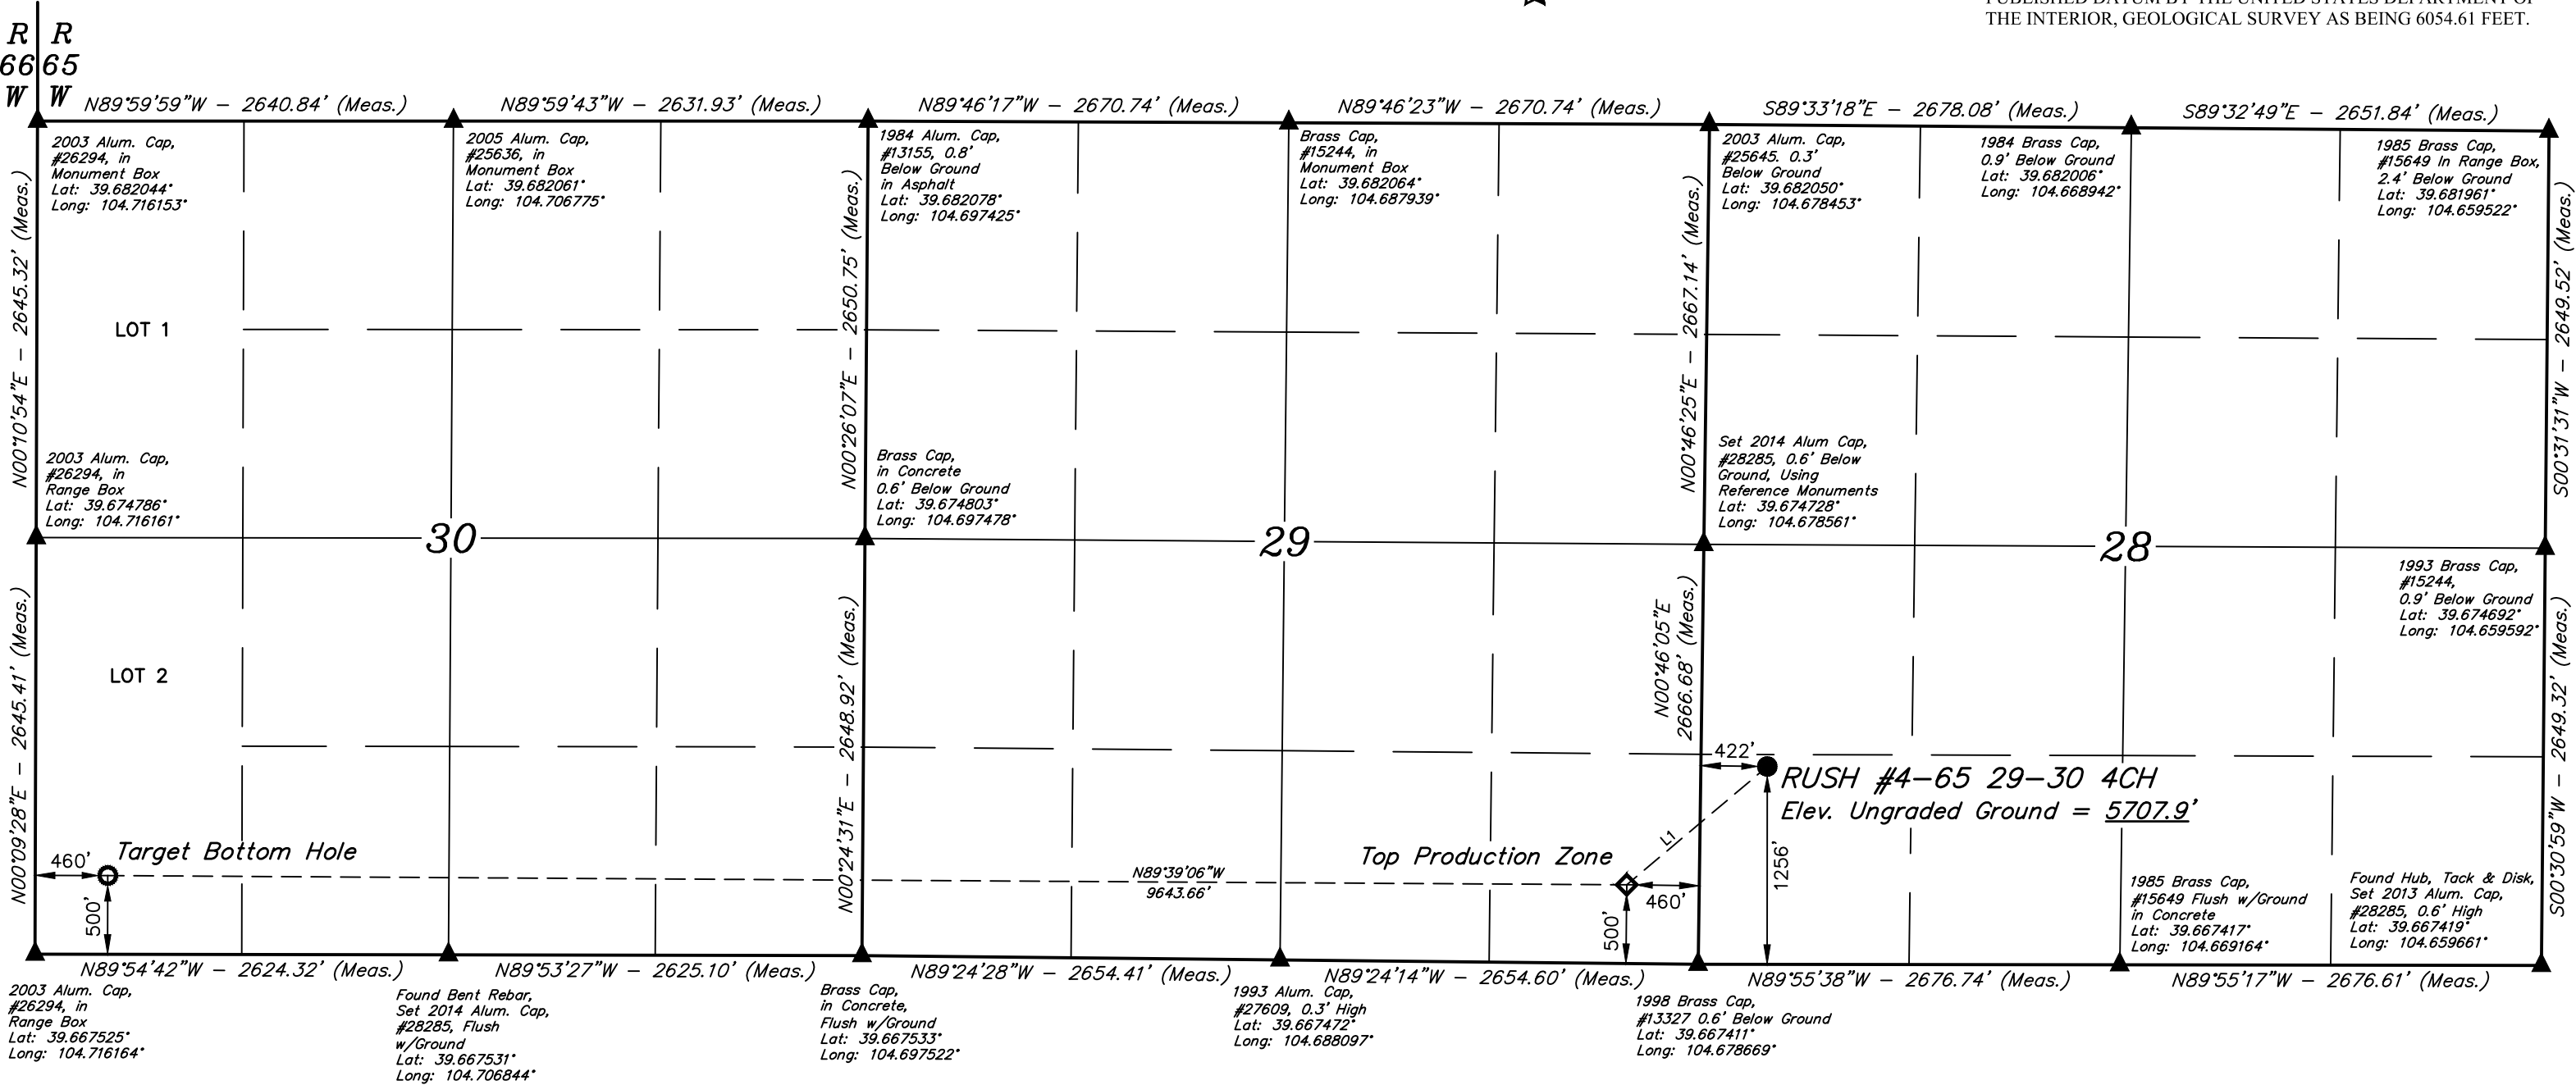 PUBLISHED DATUM BY THE UNITED STATES DEPARTMENT OF
THE INTERIOR, GEOLOGICAL SURVEY AS BEING 6054.61 FEET.
R R
66 65
W W
N89°59'59"W - 2640.84' (Meas.)
N89°59'43"W - 2631.93' (Meas.)
N89°46'17"W - 2670.74' (Meas.)
N89°46'23"W - 2670.74' (Meas.)
S89°33'18"E - 2678.08' (Meas.)
S89°32'49"E - 2651.84' (Meas.)
2003 Alum. Cap,
#26294, in
Monument Box
Lat: 39.682044°
Long: 104.716153°
2005 Alum. Cap,
#25636, in
Monument Box
Lat: 39.682061°
Long: 104.706775°
1984 Alum. Cap,
#13155, 0.8'
Below Ground
in Asphalt
Lat: 39.682078°
Long: 104.697425°
Brass Cap,
#15244, in
Monument Box
Lat: 39.682064°
Long: 104.687939°
2003 Alum. Cap,
#25645. 0.3'
Below Ground
Lat: 39.682050°
Long: 104.678453°
1984 Brass Cap,
0.9' Below Ground
Lat: 39.682006°
Long: 104.668942°
1985 Brass Cap,
#15649 In Range Box,
2.4' Below Ground
Lat: 39.681961°
Long: 104.659522°
N00°10'54"E - 2645.32' (Meas.)
N00°26'07"E - 2650.75' (Meas.)
N00°46'25"E - 2667.14' (Meas.)
S00°31'31"W - 2649.52' (Meas.)
LOT 1
2003 Alum. Cap,
#26294, in
Range Box
Lat: 39.674786°
Long: 104.716161°
Brass Cap,
in Concrete
0.6' Below Ground
Lat: 39.674803°
Long: 104.697478°
Set 2014 Alum Cap,
#28285, 0.6' Below
Ground, Using
Reference Monuments
Lat: 39.674728°
Long: 104.678561°
30
29
28
1993 Brass Cap,
#15244,
0.9' Below Ground
Lat: 39.674692°
Long: 104.659592°
LOT 2
N00°09'28"E - 2645.41' (Meas.)
N00°24'31"E - 2648.92' (Meas.)
N00°46'05"E
2666.68' (Meas.)
S00°30'59"W - 2649.32' (Meas.)
422'
RUSH #4-65 29-30 4CH
Elev. Ungraded Ground = 5707.9'
L1
1256'
Target Bottom Hole
460'
500'
N89°39'06"W
9643.66'
Top Production Zone
460'
500'
1985 Brass Cap,
#15649 Flush w/Ground
in Concrete
Lat: 39.667417°
Long: 104.669164°
Found Hub, Tack & Disk,
Set 2013 Alum. Cap,
#28285, 0.6' High
Lat: 39.667419°
Long: 104.659661°
N89°54'42"W - 2624.32' (Meas.)
N89°53'27"W - 2625.10' (Meas.)
N89°24'28"W - 2654.41' (Meas.)
N89°24'14"W - 2654.60' (Meas.)
N89°55'38"W - 2676.74' (Meas.)
N89°55'17"W - 2676.61' (Meas.)
2003 Alum. Cap,
#26294, in
Range Box
Lat: 39.667525°
Long: 104.716164°
Found Bent Rebar,
Set 2014 Alum. Cap,
#28285, Flush
w/Ground
Lat: 39.667531°
Long: 104.706844°
Brass Cap,
in Concrete,
Flush w/Ground
Lat: 39.667533°
Long: 104.697522°
1993 Alum. Cap,
#27609, 0.3' High
Lat: 39.667472°
Long: 104.688097°
1998 Brass Cap,
#13327 0.6' Below Ground
Lat: 39.667411°
Long: 104.678669°